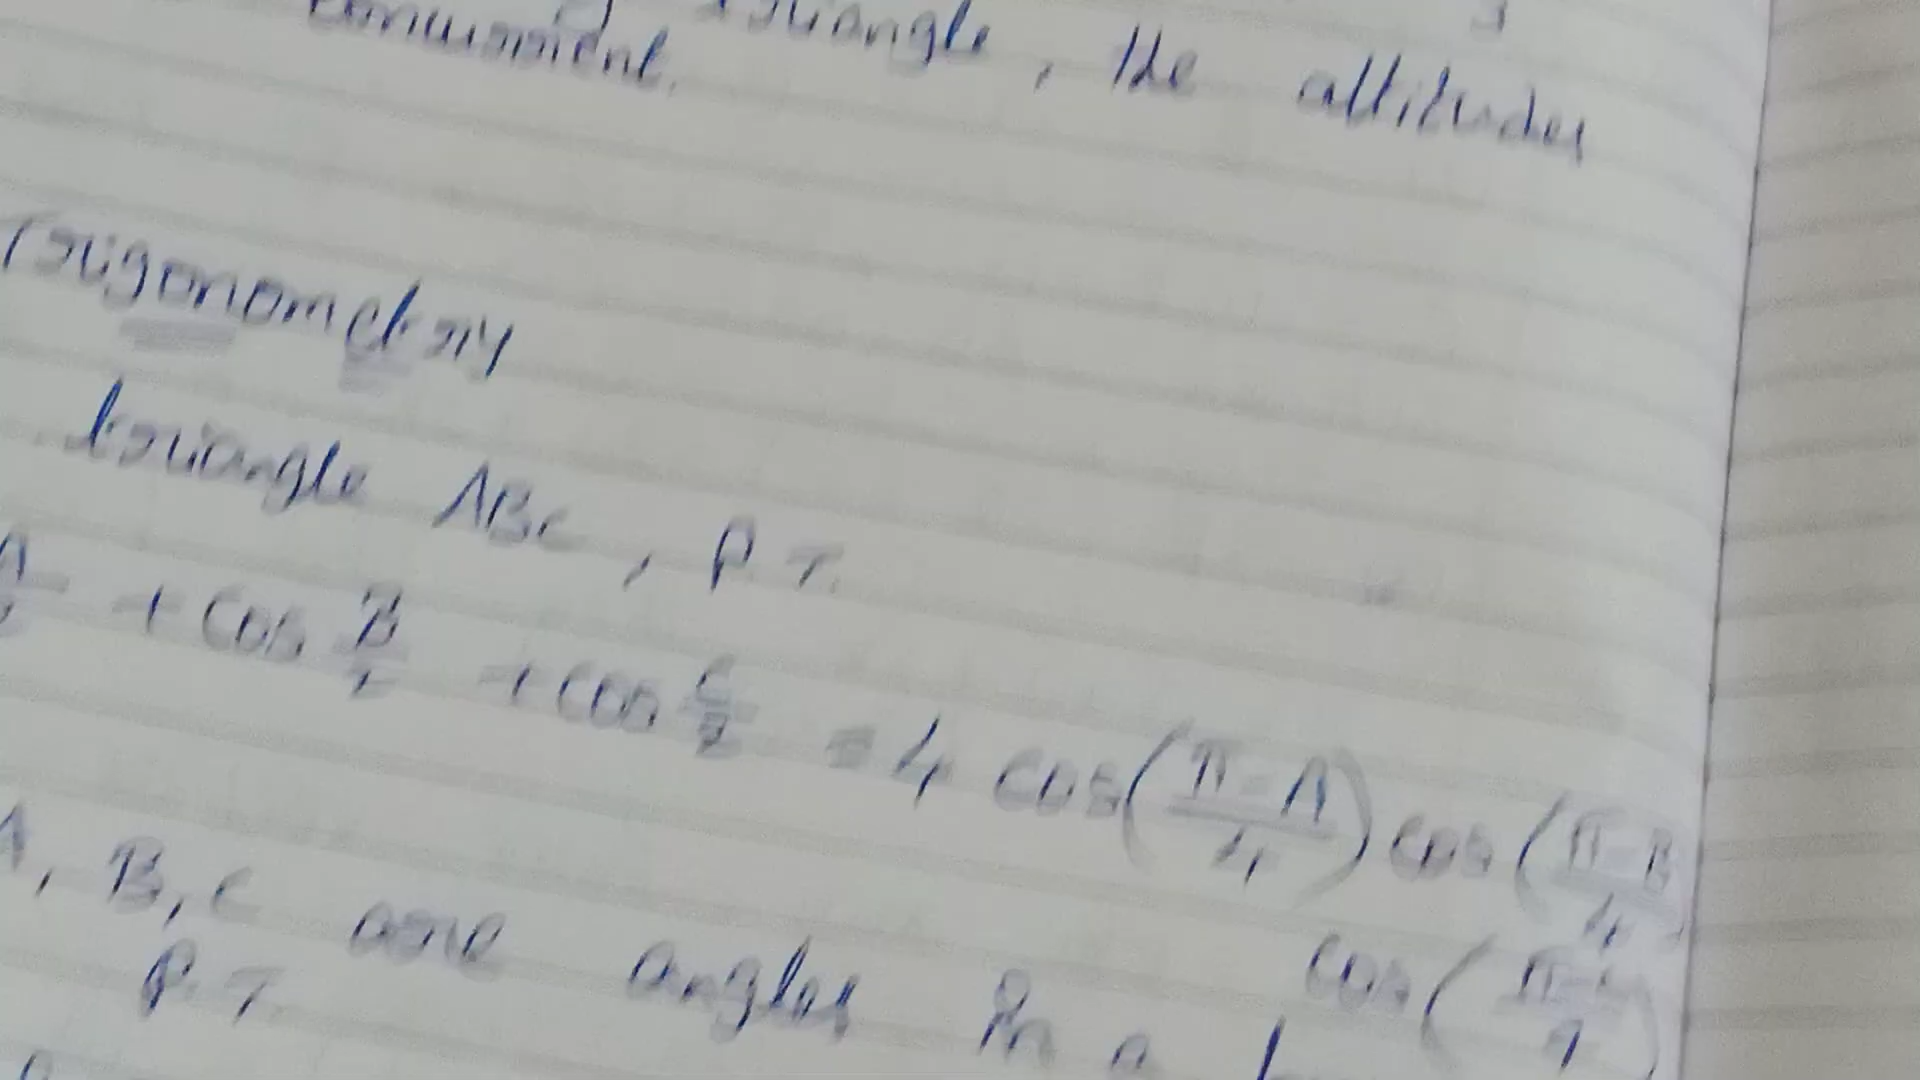 triangle, the altitudes
concurrent.
Trigonometry
triangle ABC, P.T.
A/2 + cos B/2 + cos C/2 = 4 cos(π-A/4) cos(π-B/4
cos(π-C/4)
A, B, C are angles in a
P.T.